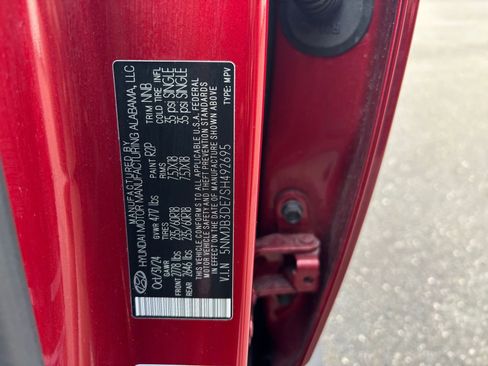 MANUFACTURED BY
HYUNDAI MOTOR MANUFACTURING ALABAMA, LLC
Oct/31/24 GVWR 4717 lbs PAINT R2P TRIM NNB
GAWR TIRES RIMS COLD TIRE INFL
FRONT 2778 lbs 235/60R18 7.5JX18 35 psi SINGLE
REAR 2646 lbs 235/60R18 7.5JX18 35 psi SINGLE
THIS VEHICLE CONFORMS TO ALL APPLICABLE U.S.A. FEDERAL
MOTOR VEHICLE SAFETY AND THEFT PREVENTION STANDARDS
IN EFFECT ON THE DATE OF MANUFACTURE SHOWN ABOVE
V.I.N 5NMJB3DE7SH492695 TYPE: MPV